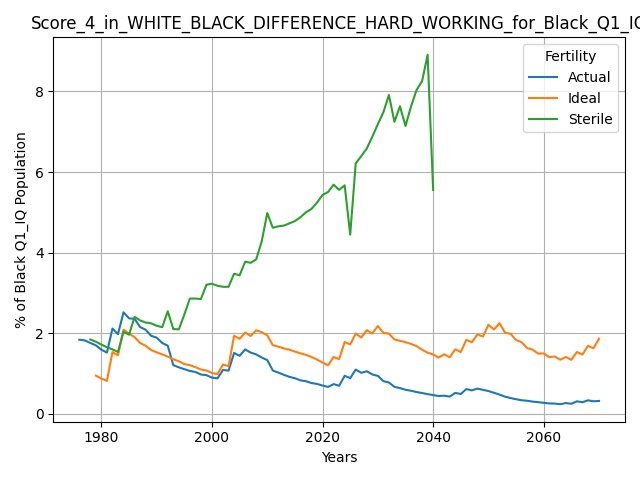 Score_4_in_WHITE_BLACK_DIFFERENCE_HARD_WORKING_for_Black_Q1_IQ
Fertility
Actual
Ideal
Sterile
% of Black Q1_IQ Population
8
6
4
2
0
1980 2000 2020 2040 2060
Years